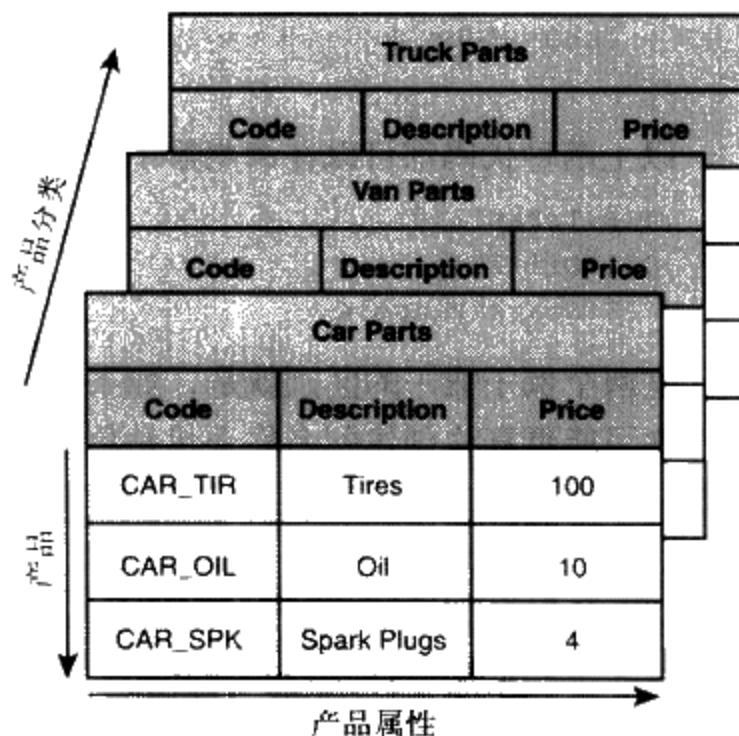 Truck Parts
Code Description Price
Van Parts
Code Description Price
产品分类
Car Parts
Code Description Price
CAR_TIR Tires 100
产品
CAR_OIL Oil 10
CAR_SPK Spark Plugs 4
产品属性